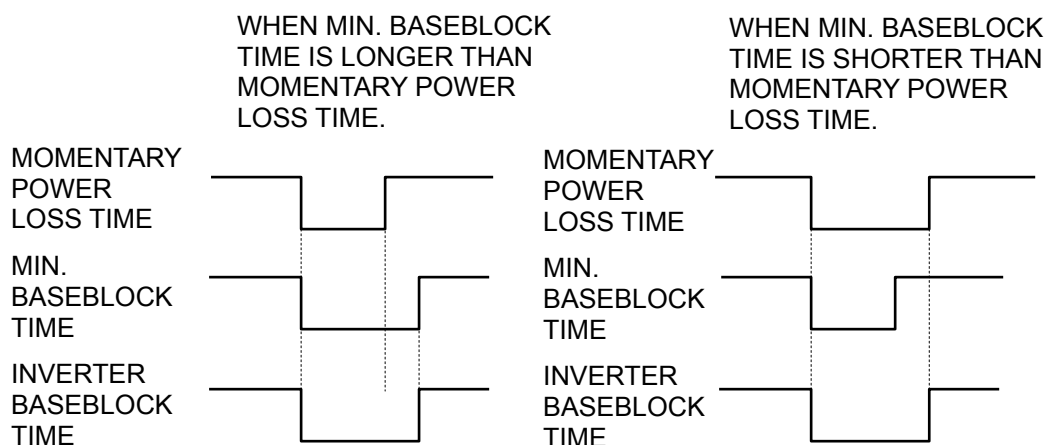 WHEN MIN. BASEBLOCK
TIME IS LONGER THAN
MOMENTARY POWER
LOSS TIME.
MOMENTARY
POWER
LOSS TIME
MIN.
BASEBLOCK
TIME
INVERTER
BASEBLOCK
TIME
WHEN MIN. BASEBLOCK
TIME IS SHORTER THAN
MOMENTARY POWER
LOSS TIME.
MOMENTARY
POWER
LOSS TIME
MIN.
BASEBLOCK
TIME
INVERTER
BASEBLOCK
TIME